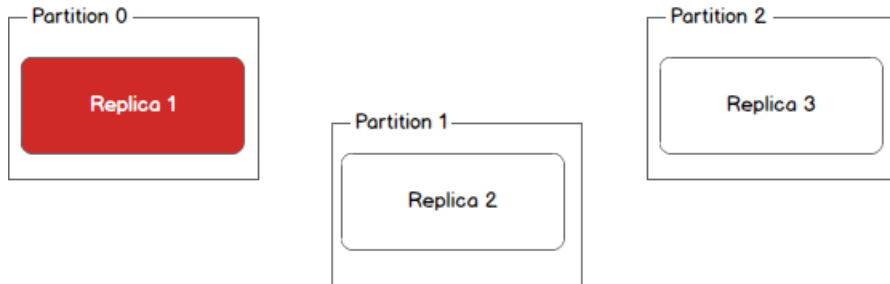 Partition 0
Replica 1
Partition 1
Replica 2
Partition 2
Replica 3